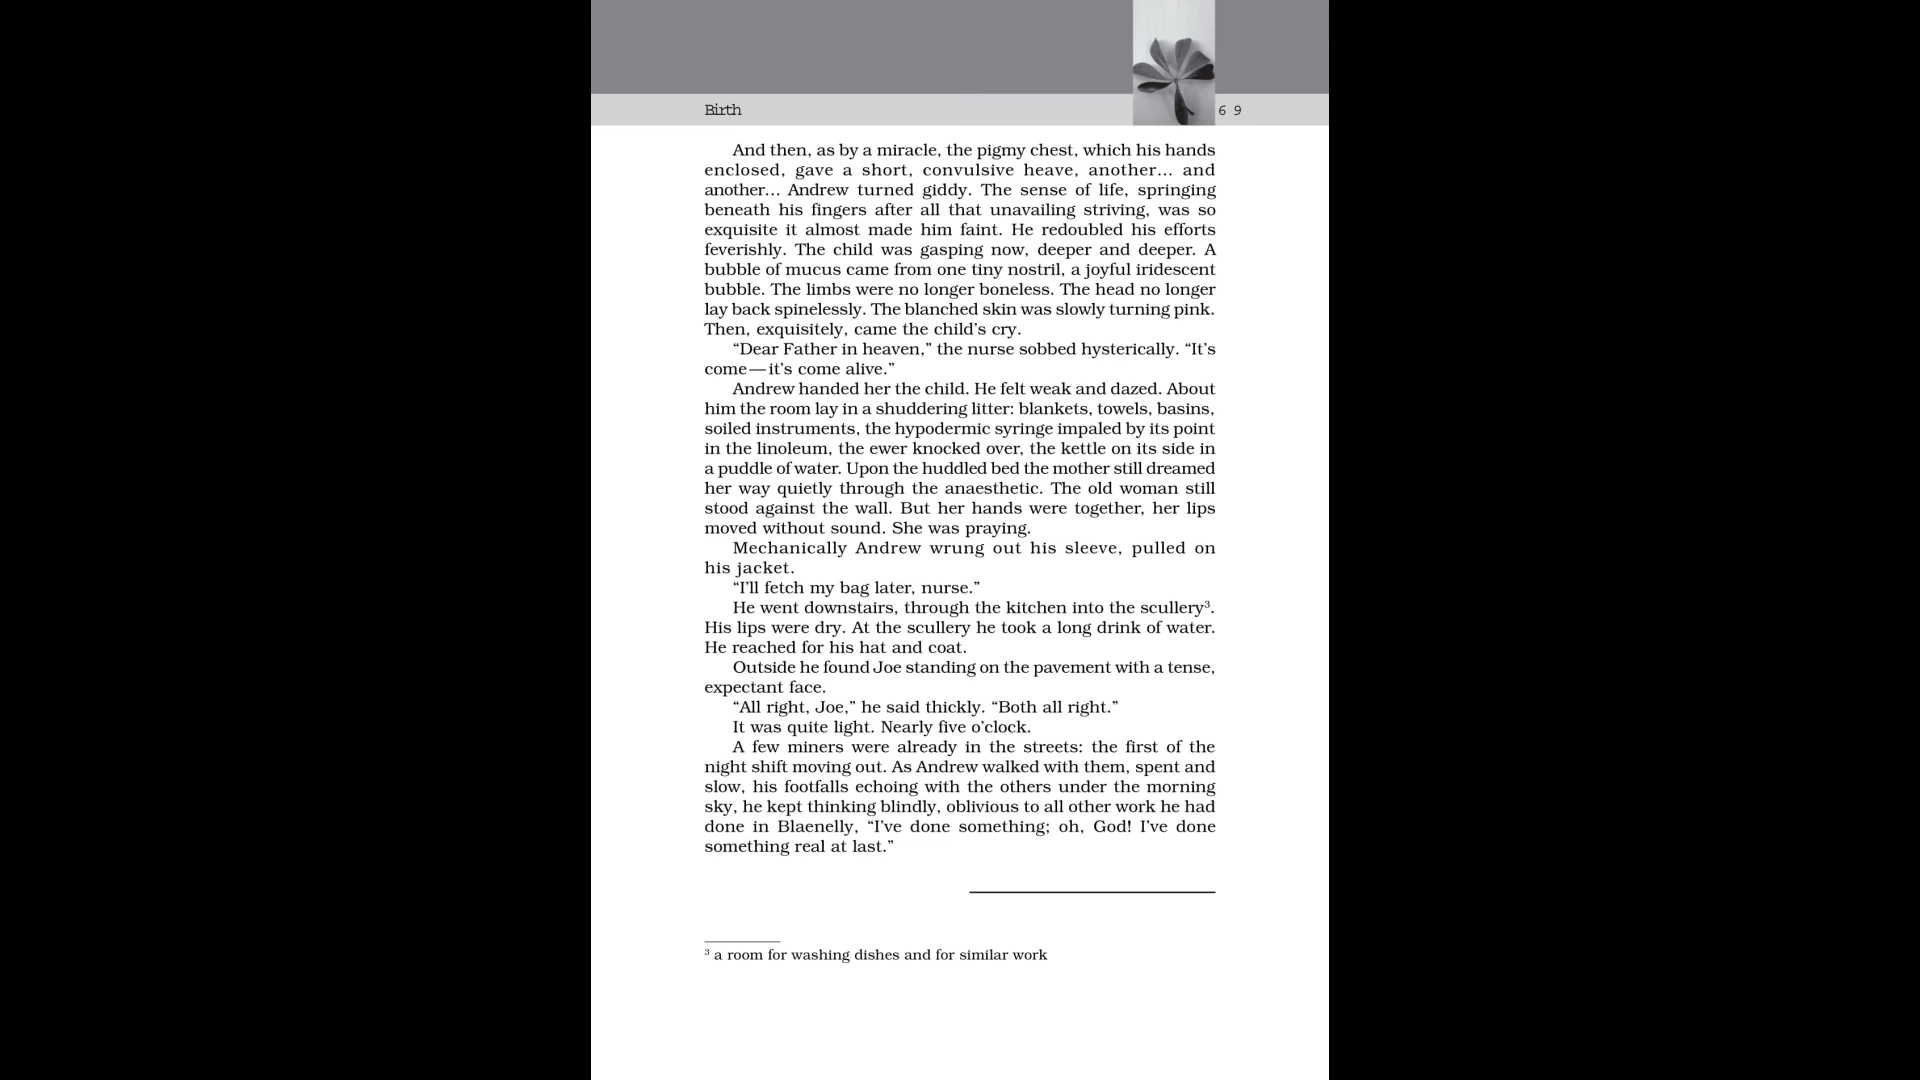 Birth
69
And then, as by a miracle, the pigmy chest, which his hands
enclosed, gave a short, convulsive heave, another... and
another... Andrew turned giddy. The sense of life, springing
beneath his fingers after all that unavailing striving, was so
exquisite it almost made him faint. He redoubled his efforts
feverishly. The child was gasping now, deeper and deeper. A
bubble of mucus came from one tiny nostril, a joyful iridescent
bubble. The limbs were no longer boneless. The head no longer
lay back spinelessly. The blanched skin was slowly turning pink.
Then, exquisitely, came the child’s cry.
“Dear Father in heaven,” the nurse sobbed hysterically. “It’s
come — it’s come alive.”
Andrew handed her the child. He felt weak and dazed. About
him the room lay in a shuddering litter: blankets, towels, basins,
soiled instruments, the hypodermic syringe impaled by its point
in the linoleum, the ewer knocked over, the kettle on its side in
a puddle of water. Upon the huddled bed the mother still dreamed
her way quietly through the anaesthetic. The old woman still
stood against the wall. But her hands were together, her lips
moved without sound. She was praying.
Mechanically Andrew wrung out his sleeve, pulled on
his jacket.
“I’ll fetch my bag later, nurse.”
He went downstairs, through the kitchen into the scullery³.
His lips were dry. At the scullery he took a long drink of water.
He reached for his hat and coat.
Outside he found Joe standing on the pavement with a tense,
expectant face.
“All right, Joe,” he said thickly. “Both all right.”
It was quite light. Nearly five o’clock.
A few miners were already in the streets: the first of the
night shift moving out. As Andrew walked with them, spent and
slow, his footfalls echoing with the others under the morning
sky, he kept thinking blindly, oblivious to all other work he had
done in Blaenelly, “I’ve done something; oh, God! I’ve done
something real at last.”
³ a room for washing dishes and for similar work